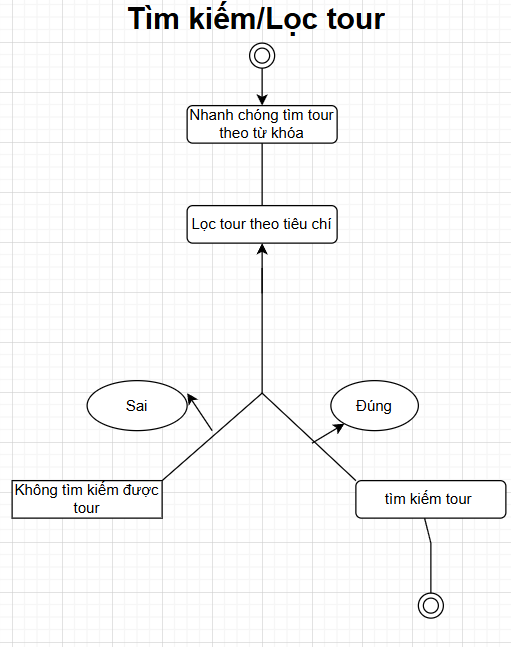 Tìm kiếm/Lọc tour
Nhanh chóng tìm tour
theo từ khóa
Lọc tour theo tiêu chí
Sai
Đúng
Không tìm kiếm được
tour
tìm kiếm tour